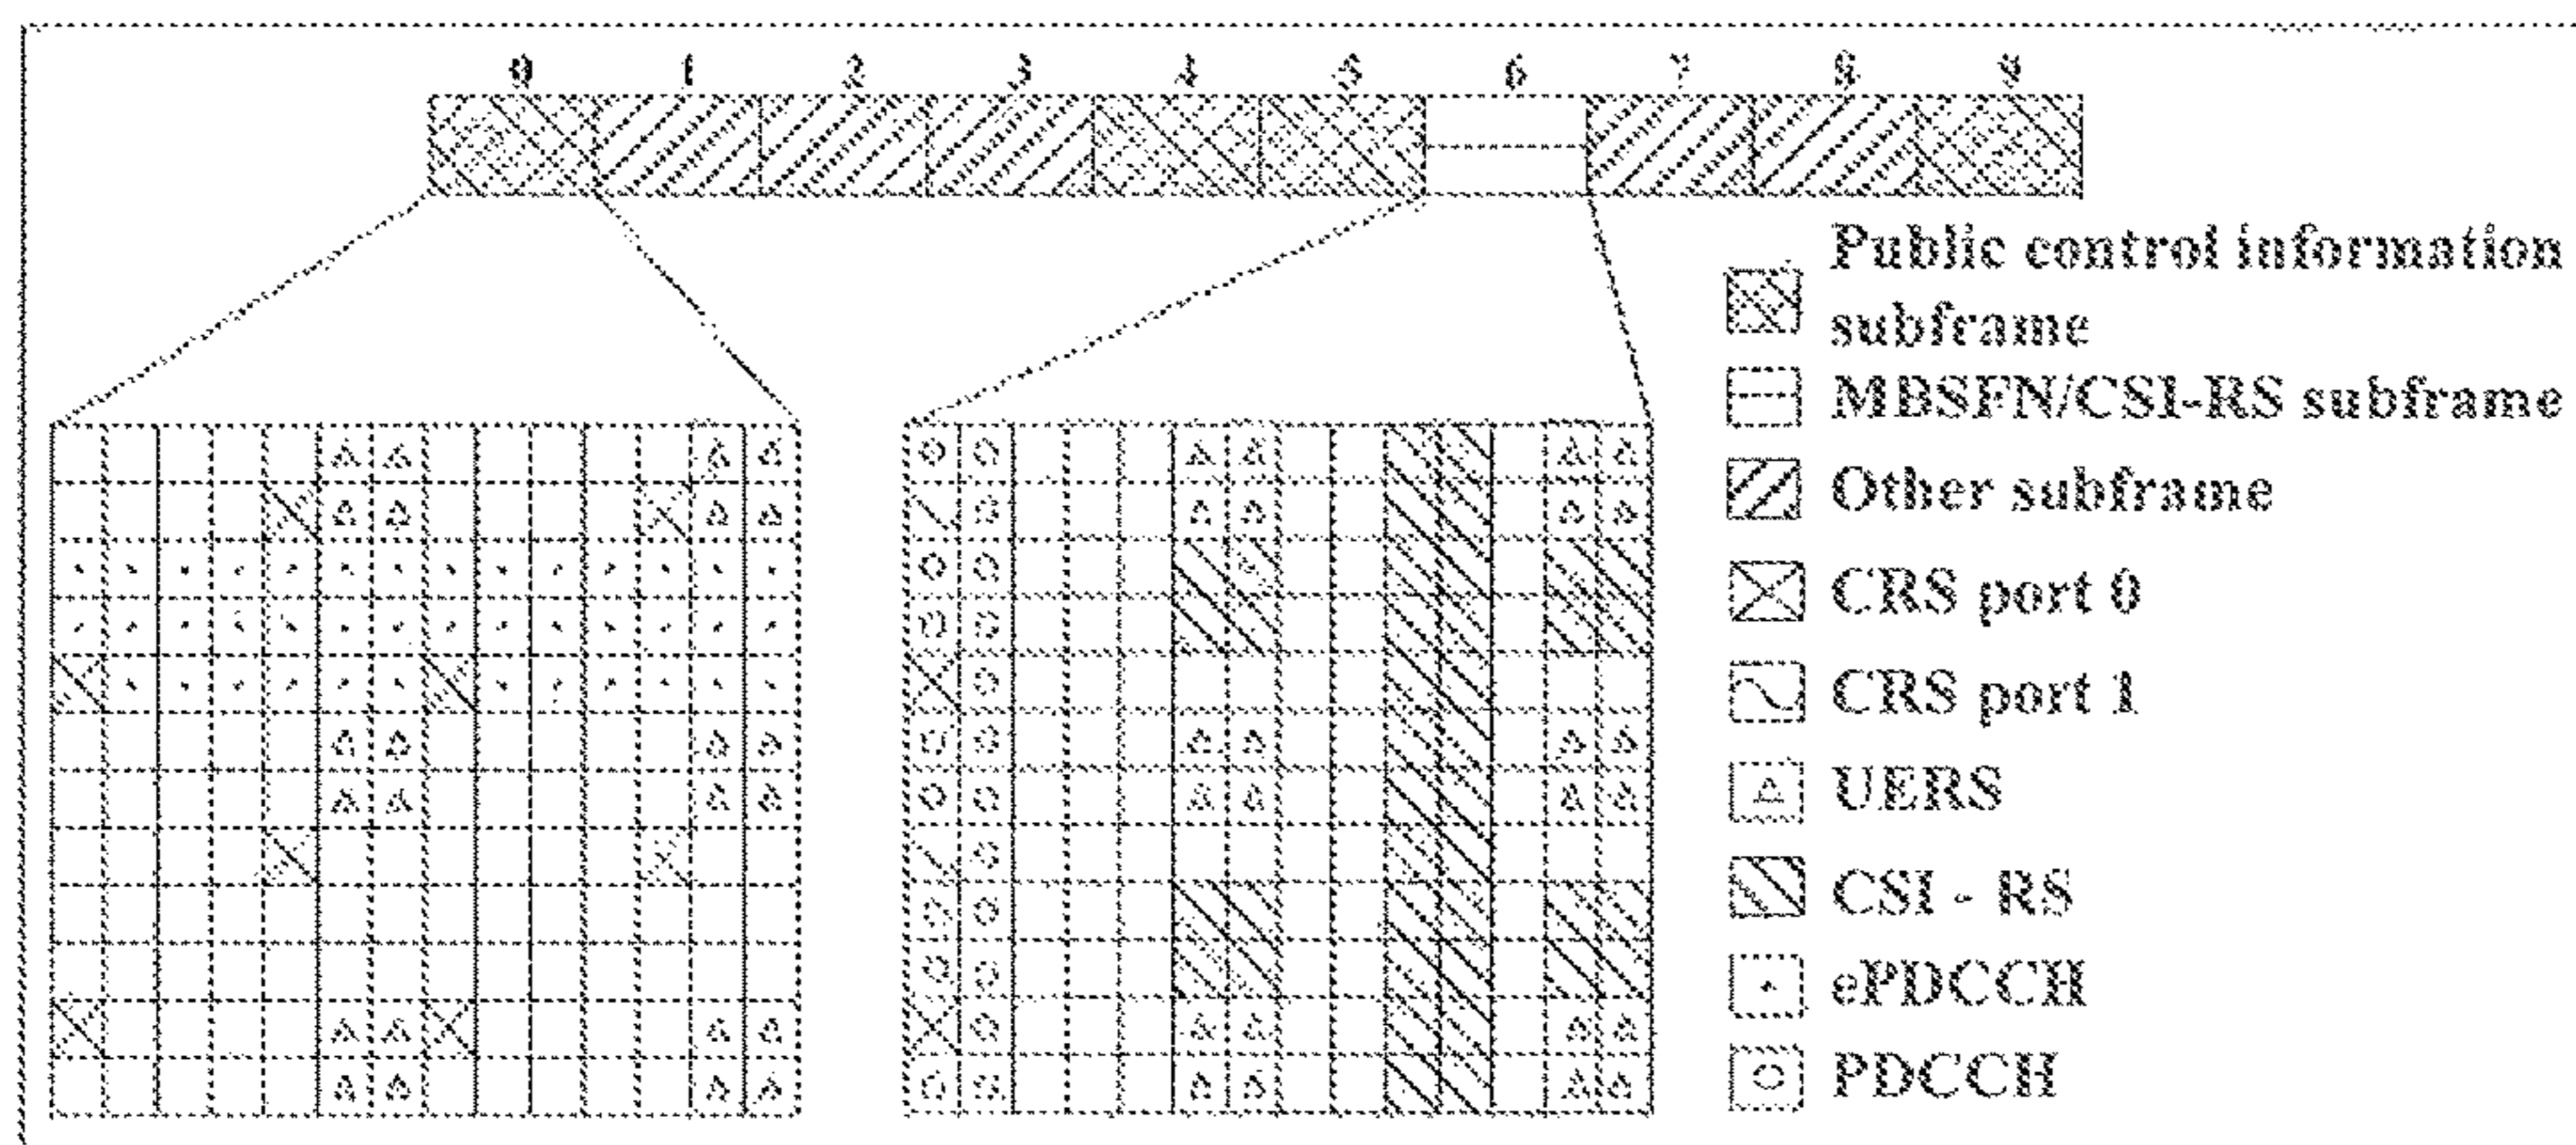 0 1 2 3 4 5 6 7 8 9
Public control information
subframe
MBSFN/CSI-RS subframe
Other subframe
CRS port 0
CRS port 1
UERS
CSI - RS
ePDCCH
PDCCH